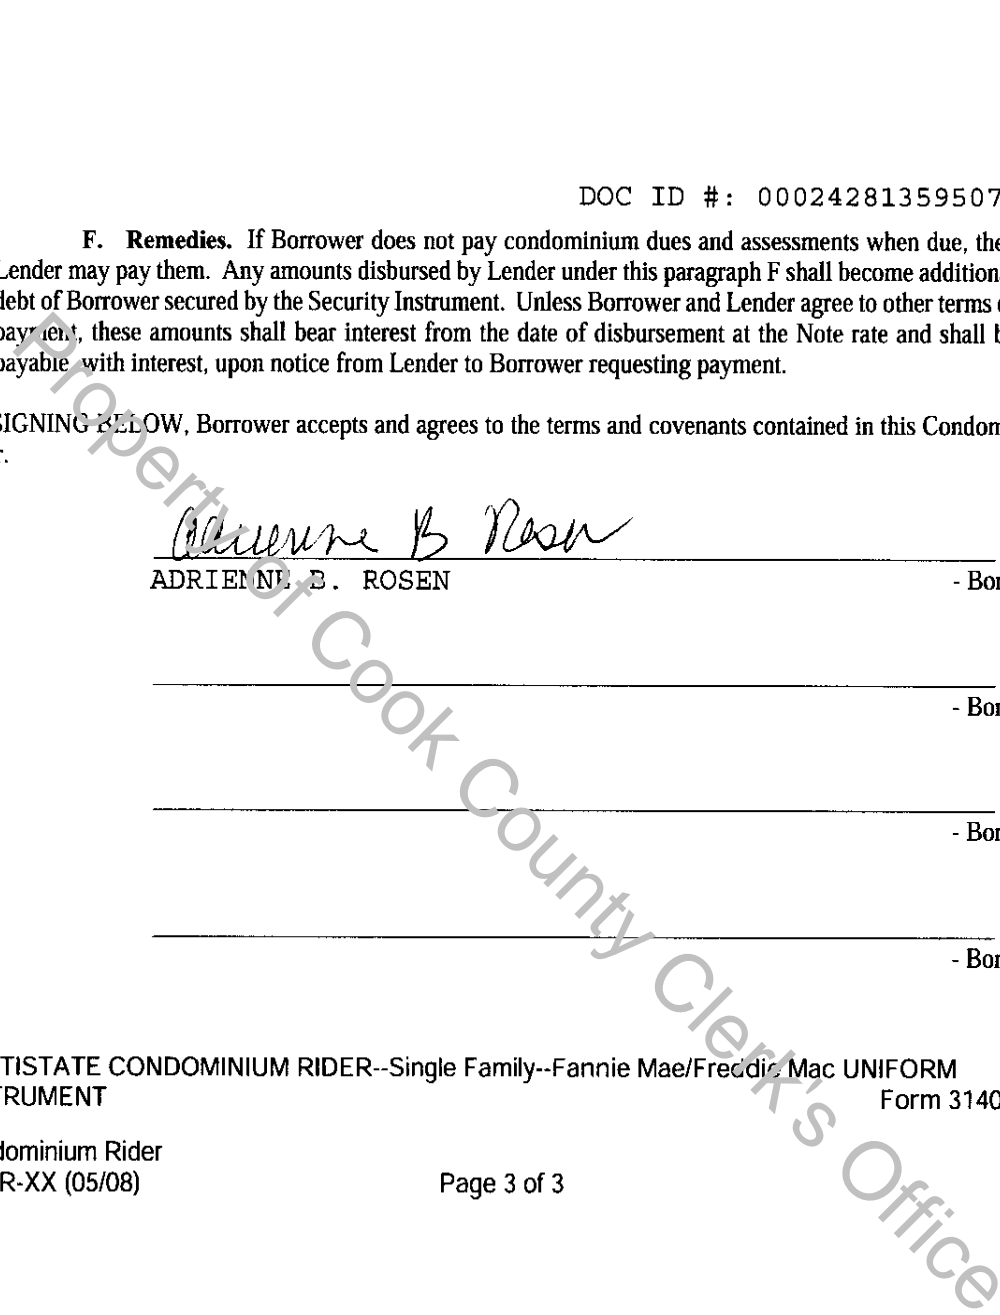 DOC ID #: 00024281359507
F. Remedies. If Borrower does not pay condominium dues and assessments when due, the
Lender may pay them. Any amounts disbursed by Lender under this paragraph F shall become addition
debt of Borrower secured by the Security Instrument. Unless Borrower and Lender agree to other terms
payment, these amounts shall bear interest from the date of disbursement at the Note rate and shall b
payable, with interest, upon notice from Lender to Borrower requesting payment.
SIGNING BELOW, Borrower accepts and agrees to the terms and covenants contained in this Condom
r.
Adrienne B Rosen
ADRIENNE B. ROSEN
- Bor
- Bor
- Bor
- Bor
TISTATE CONDOMINIUM RIDER--Single Family--Fannie Mae/Freddie Mac UNIFORM
TRUMENT
Form 3140
dominium Rider
R-XX (05/08)
Page 3 of 3
Property of Cook County Clerk's Office